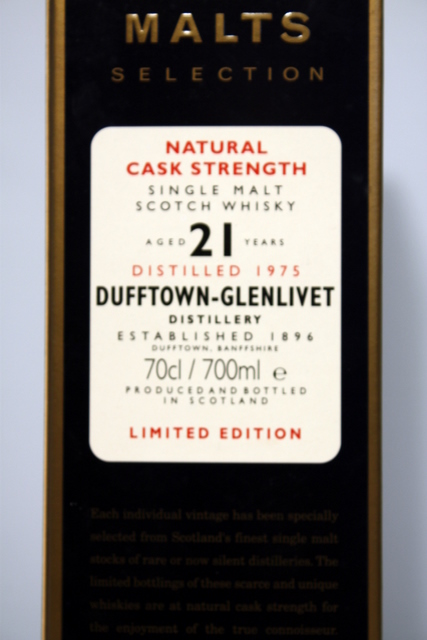 MALTS
SELECTION
NATURAL
CASK STRENGTH
SINGLE MALT
SCOTCH WHISKY
AGED 21 YEARS
DISTILLED 1975
DUFFTOWN-GLENLIVET
DISTILLERY
ESTABLISHED 1896
DUFFTOWN, BANFFSHIRE
70cl / 700ml e
PRODUCED AND BOTTLED
IN SCOTLAND
LIMITED EDITION
Each individual vintage has been specially
selected from Scotland's finest single malt
stocks of rare or now silent distilleries. The
limited bottlings of these scarce and unique
whiskies are at natural cask strength for
the enjoyment of the true connoisseur